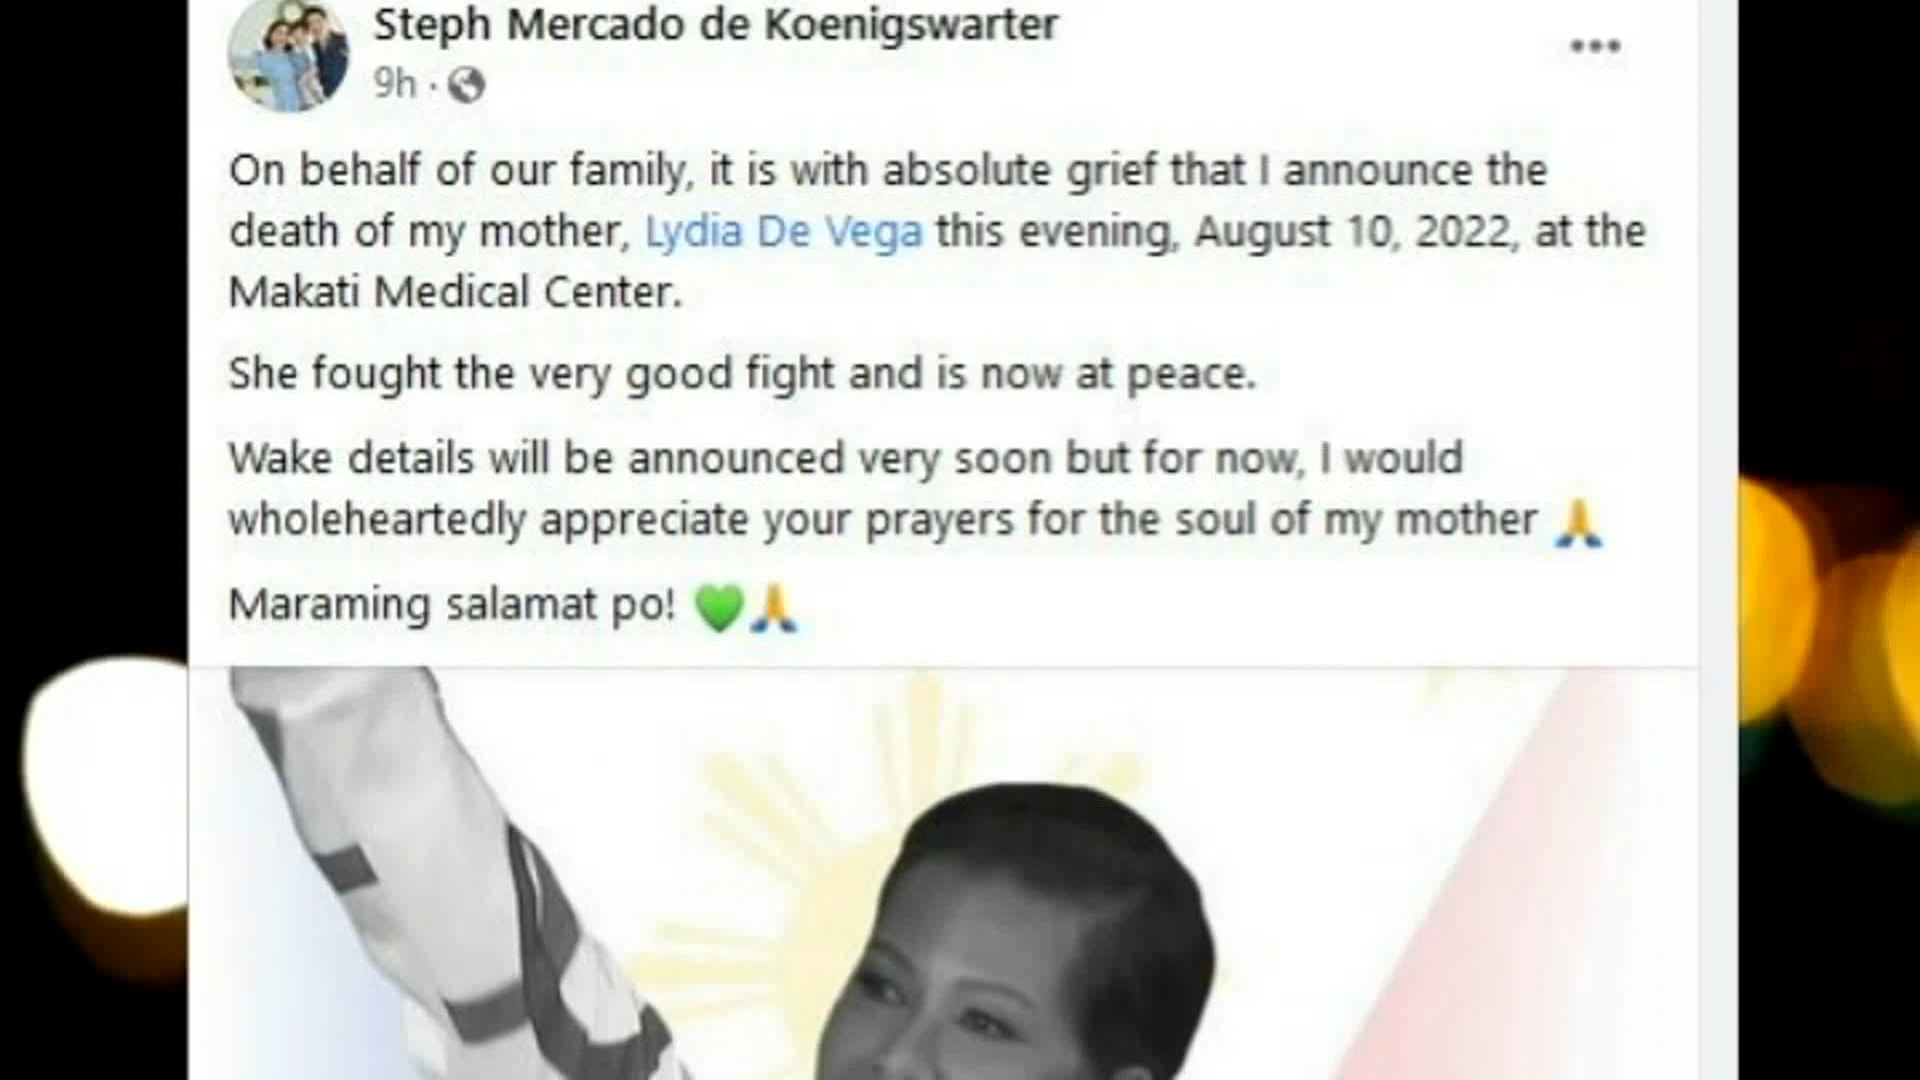 Steph Mercado de Koenigswarter
9h ·
On behalf of our family, it is with absolute grief that I announce the
death of my mother, Lydia De Vega this evening, August 10, 2022, at the
Makati Medical Center.
She fought the very good fight and is now at peace.
Wake details will be announced very soon but for now, I would
wholeheartedly appreciate your prayers for the soul of my mother 🙏
Maraming salamat po! 💚🙏